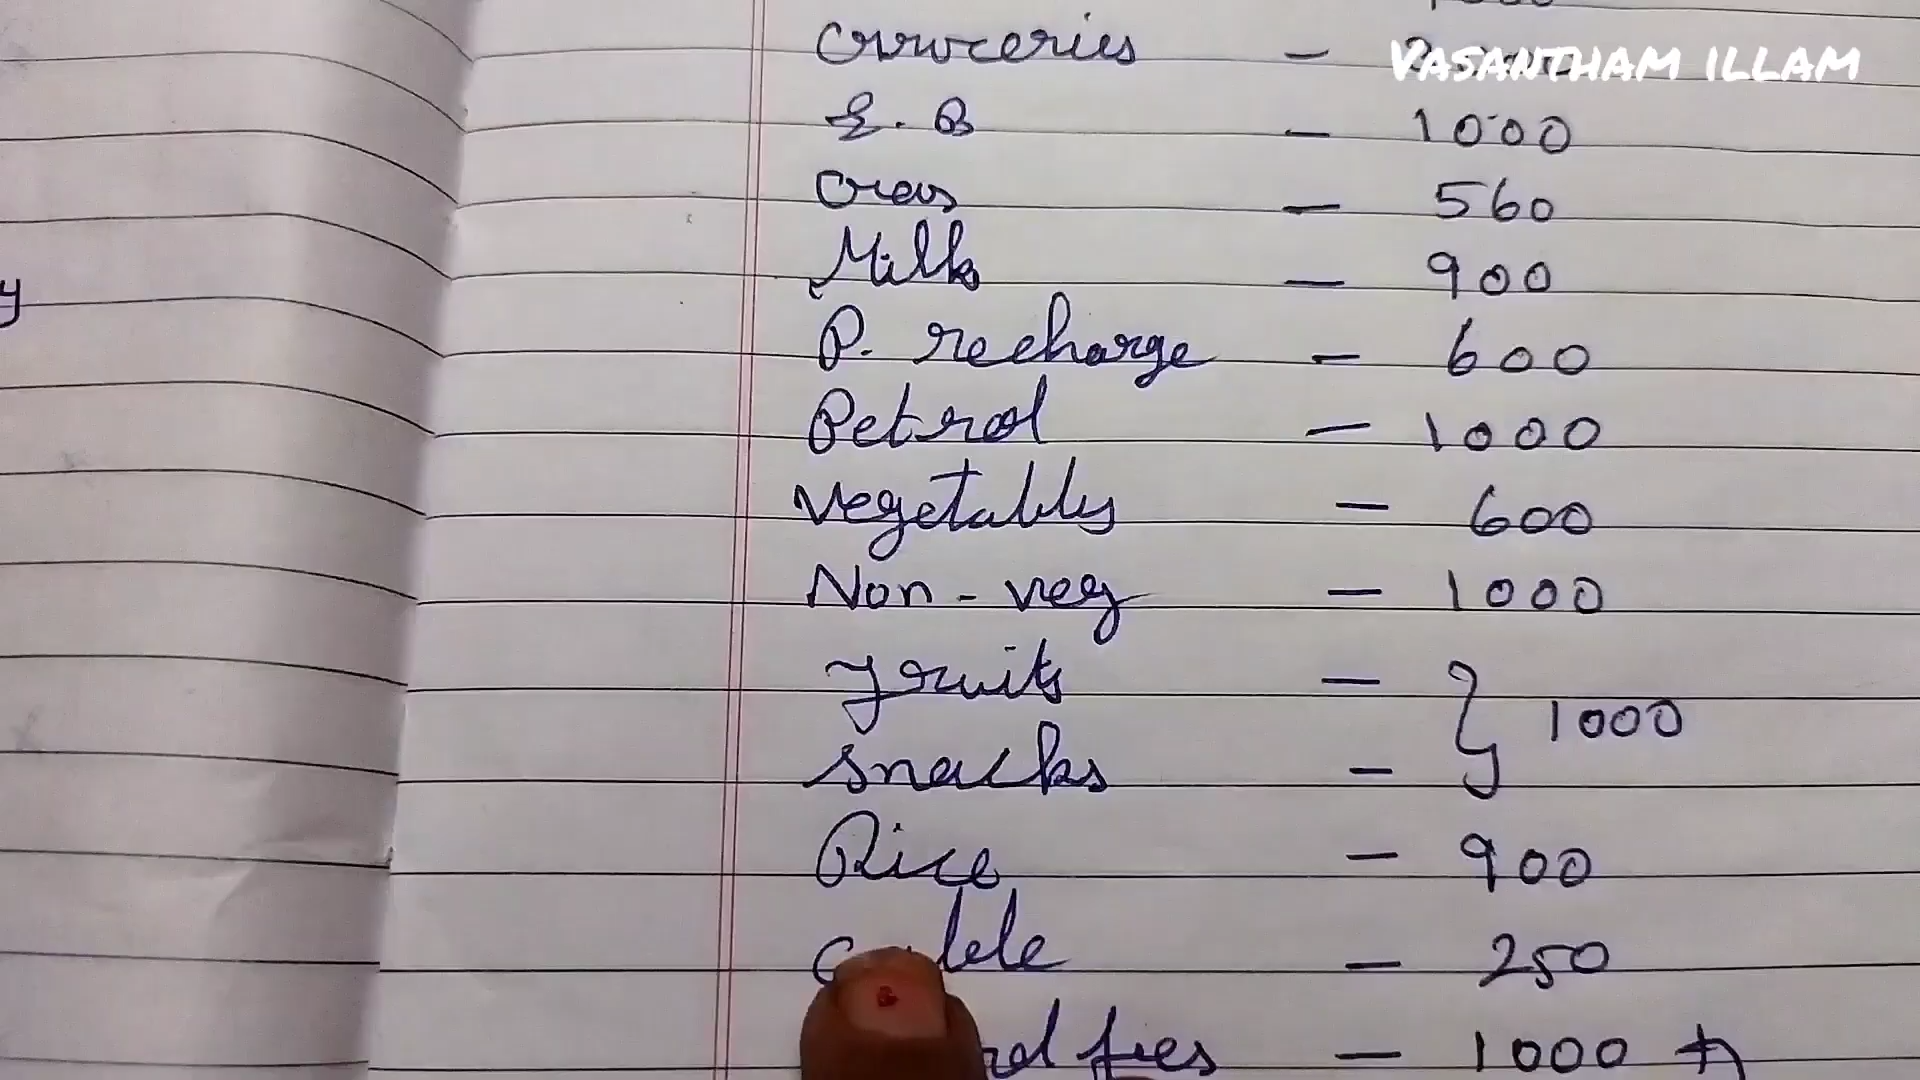 Groceries -
VASANTHAM ILLAM
E.B - 1000
Gas - 560
Milk - 900
P. recharge - 600
Petrol - 1000
Vegetables - 600
Non-veg - 1000
Fruits - } 1000
Snacks -
Rice - 900
- 250
fees - 1000